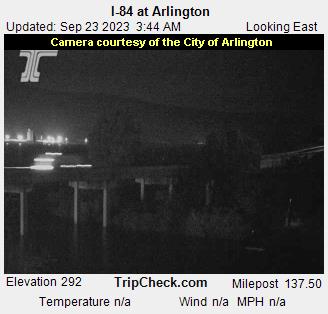 I-84 at Arlington
Updated: Sep 23 2023 3:44 AM Looking East
Camera courtesy of the City of Arlington
Elevation 292 TripCheck.com Milepost 137.50
Temperature n/a Wind n/a MPH n/a